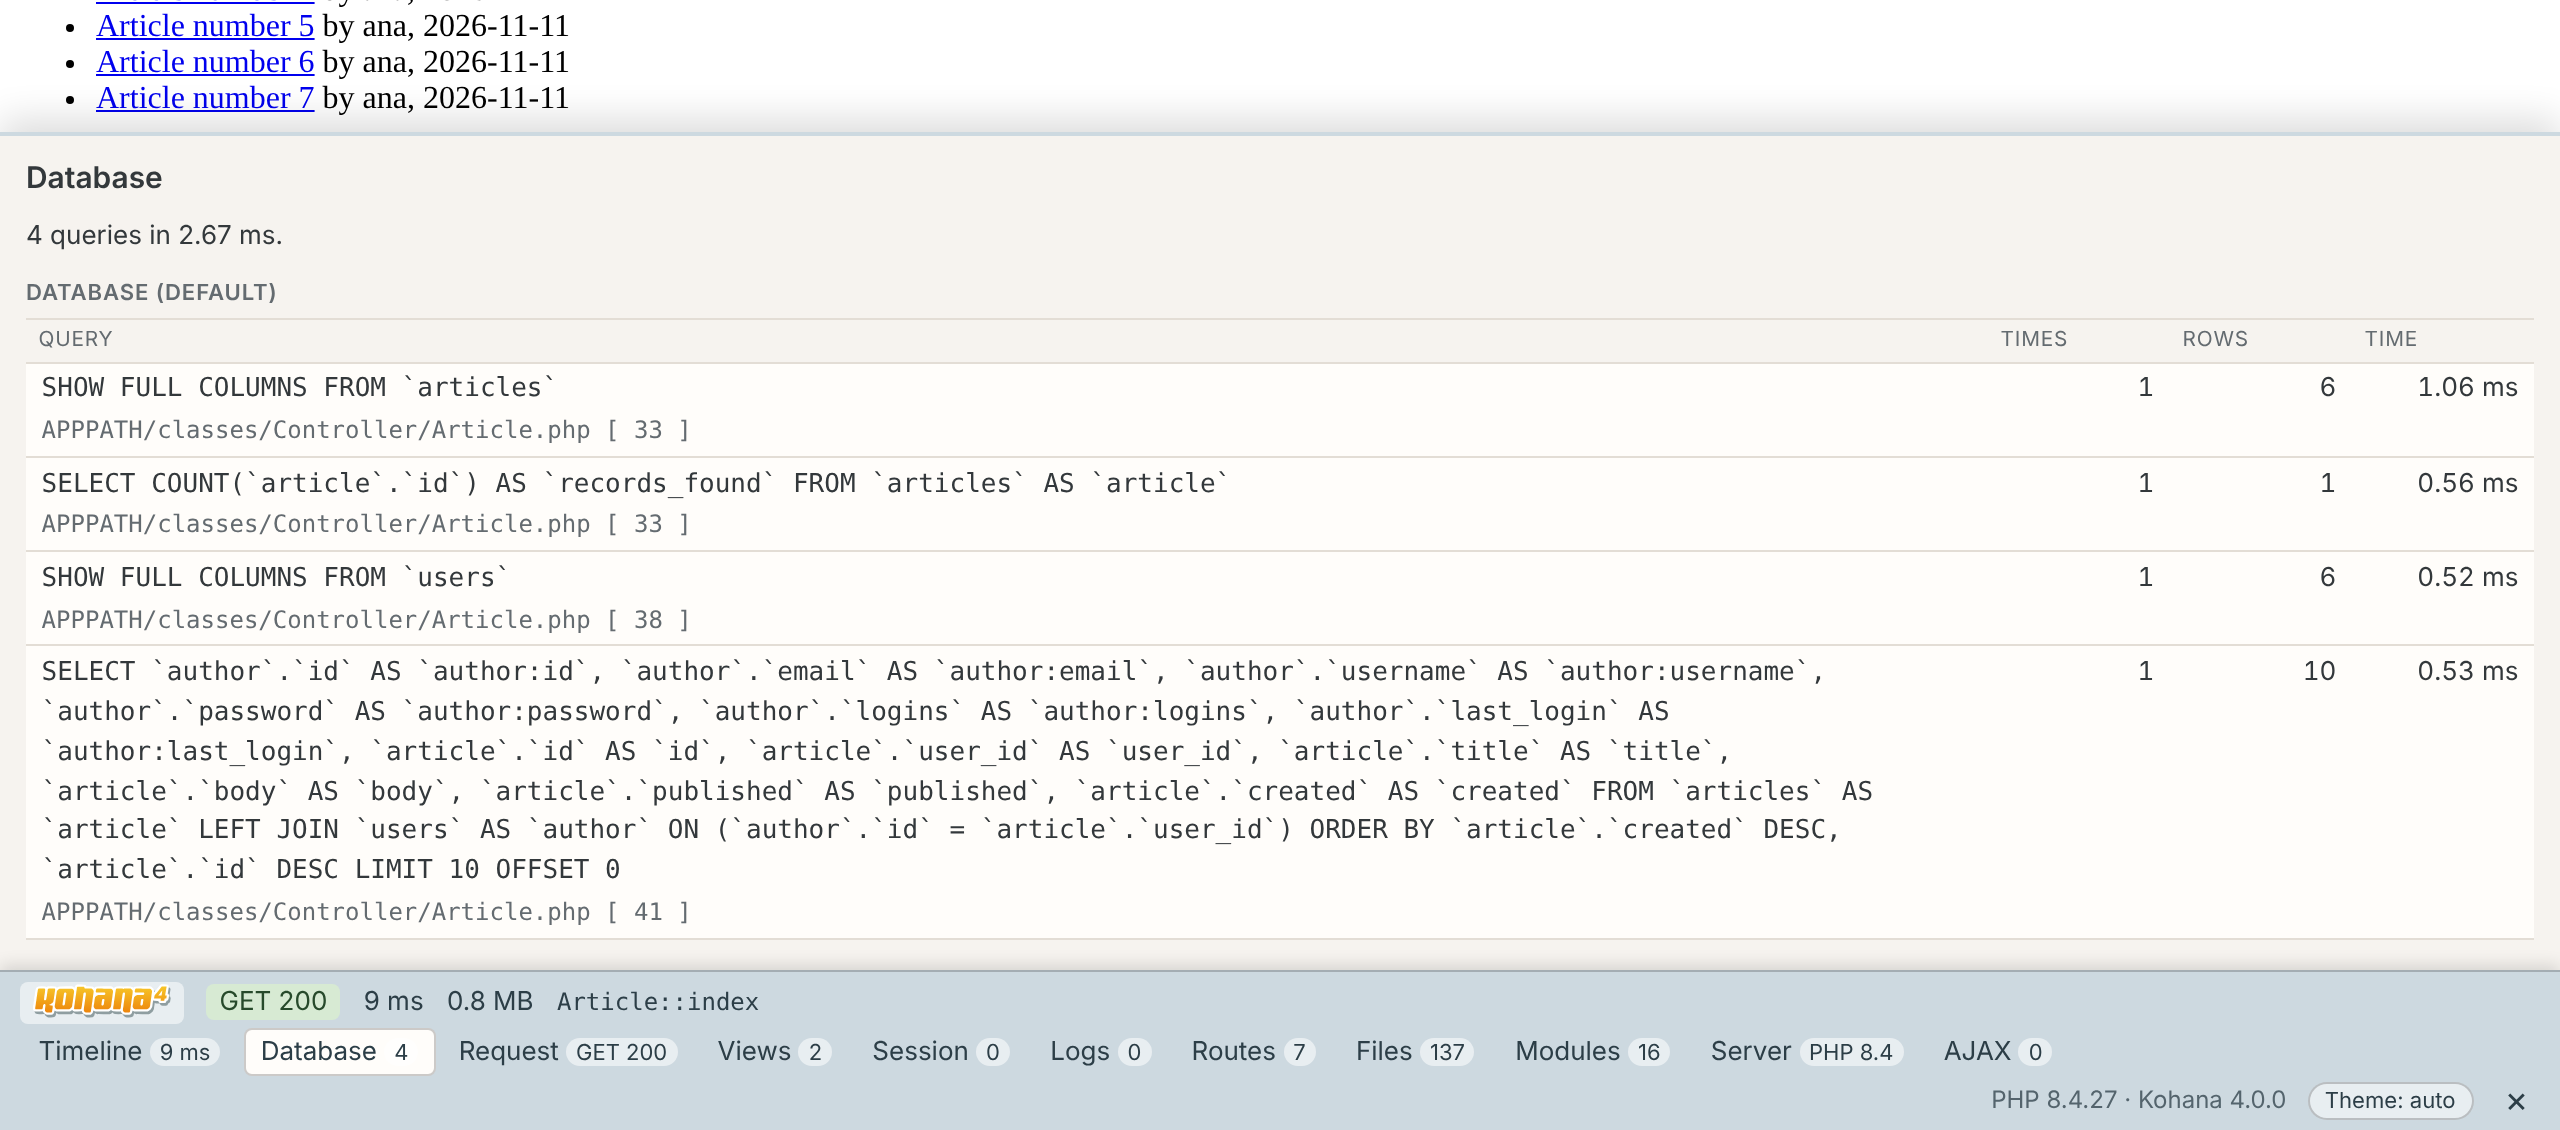 Article number 5 by ana, 2026-11-11
Article number 6 by ana, 2026-11-11
Article number 7 by ana, 2026-11-11
Database
4 queries in 2.67 ms.
DATABASE (DEFAULT)
QUERY TIMES ROWS TIME
SHOW FULL COLUMNS FROM `articles` 1 6 1.06 ms
APPPATH/classes/Controller/Article.php [ 33 ]
SELECT COUNT(`article`.`id`) AS `records_found` FROM `articles` AS `article` 1 1 0.56 ms
APPPATH/classes/Controller/Article.php [ 33 ]
SHOW FULL COLUMNS FROM `users` 1 6 0.52 ms
APPPATH/classes/Controller/Article.php [ 38 ]
SELECT `author`.`id` AS `author:id`, `author`.`email` AS `author:email`, `author`.`username` AS `author:username`, 1 10 0.53 ms
`author`.`password` AS `author:password`, `author`.`logins` AS `author:logins`, `author`.`last_login` AS
`author:last_login`, `article`.`id` AS `id`, `article`.`user_id` AS `user_id`, `article`.`title` AS `title`,
`article`.`body` AS `body`, `article`.`published` AS `published`, `article`.`created` AS `created` FROM `articles` AS
`article` LEFT JOIN `users` AS `author` ON (`author`.`id` = `article`.`user_id`) ORDER BY `article`.`created` DESC,
`article`.`id` DESC LIMIT 10 OFFSET 0
APPPATH/classes/Controller/Article.php [ 41 ]
kohana4 GET 200 9 ms 0.8 MB Article::index
Timeline 9 ms Database 4 Request GET 200 Views 2 Session 0 Logs 0 Routes 7 Files 137 Modules 16 Server PHP 8.4 AJAX 0
PHP 8.4.27 · Kohana 4.0.0 Theme: auto ×